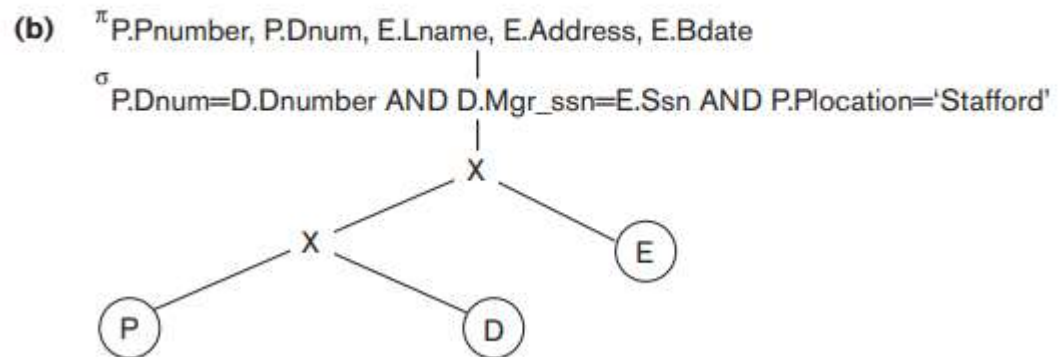 (b) π P.Pnumber, P.Dnum, E.Lname, E.Address, E.Bdate
σ P.Dnum=D.Dnumber AND D.Mgr_ssn=E.Ssn AND P.Plocation=‘Stafford’
X
X
E
P
D